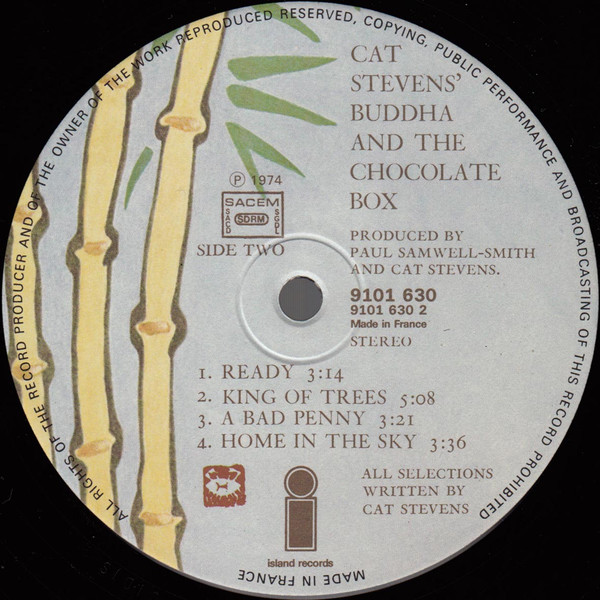 ALL RIGHTS OF THE RECORD PRODUCER AND OF THE OWNER OF THE WORK REPRODUCED RESERVED, COPYING, PUBLIC PERFORMANCE AND BROADCASTING OF THIS RECORD PROHIBITED
CAT
STEVENS'
BUDDHA
AND THE
CHOCOLATE
BOX
Ⓟ 1974
SACEM
SACD
SDRM
SGDL
SIDE TWO
PRODUCED BY
PAUL SAMWELL-SMITH
AND CAT STEVENS.
9101 630
9101 630 2
Made in France
STEREO
1. READY 3:14
2. KING OF TREES 5:08
3. A BAD PENNY 3:21
4. HOME IN THE SKY 3:36
ALL SELECTIONS
WRITTEN BY
CAT STEVENS
i
island records
MADE IN FRANCE